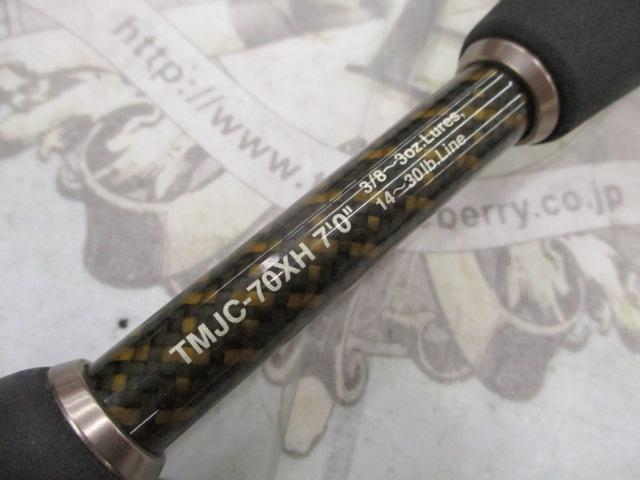 TMJC-70XH 7'0" 3/8～3oz.Lures,
14～30lb.Line
http://www.t
berry.co.jp